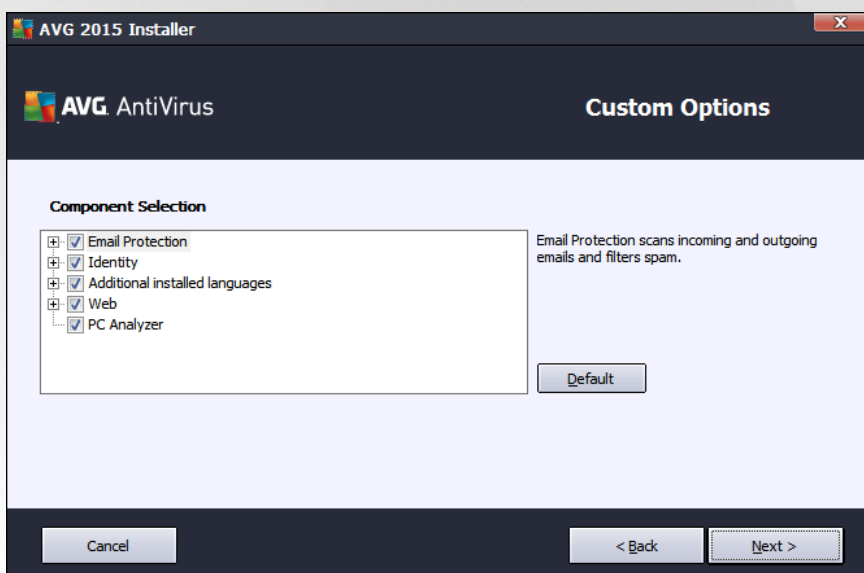 AVG 2015 Installer
X
AVG. AntiVirus
Custom Options
Component Selection
Email Protection
Identity
Additional installed languages
Web
PC Analyzer
Email Protection scans incoming and outgoing
emails and filters spam.
Default
Cancel
< Back
Next >